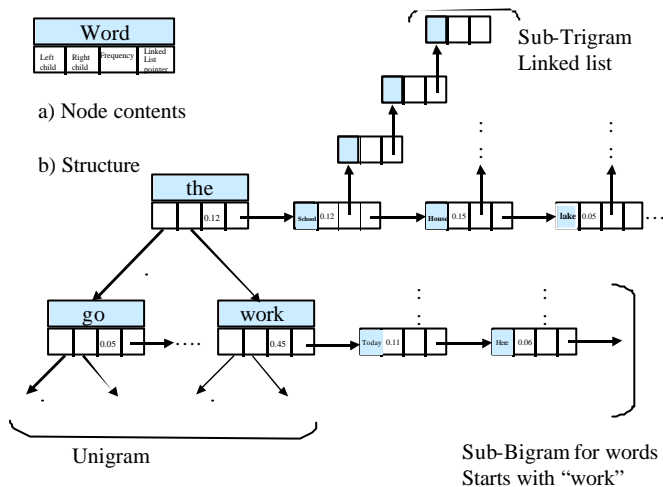 Word
Left child
Right child
Frequency
Linked List pointer
a) Node contents
Sub-Trigram
Linked list
b) Structure
the
0.12
School 0.12
House 0.15
lake 0.05
go
0.05
work
0.45
Today 0.11
Here 0.06
Unigram
Sub-Bigram for words
Starts with “work”